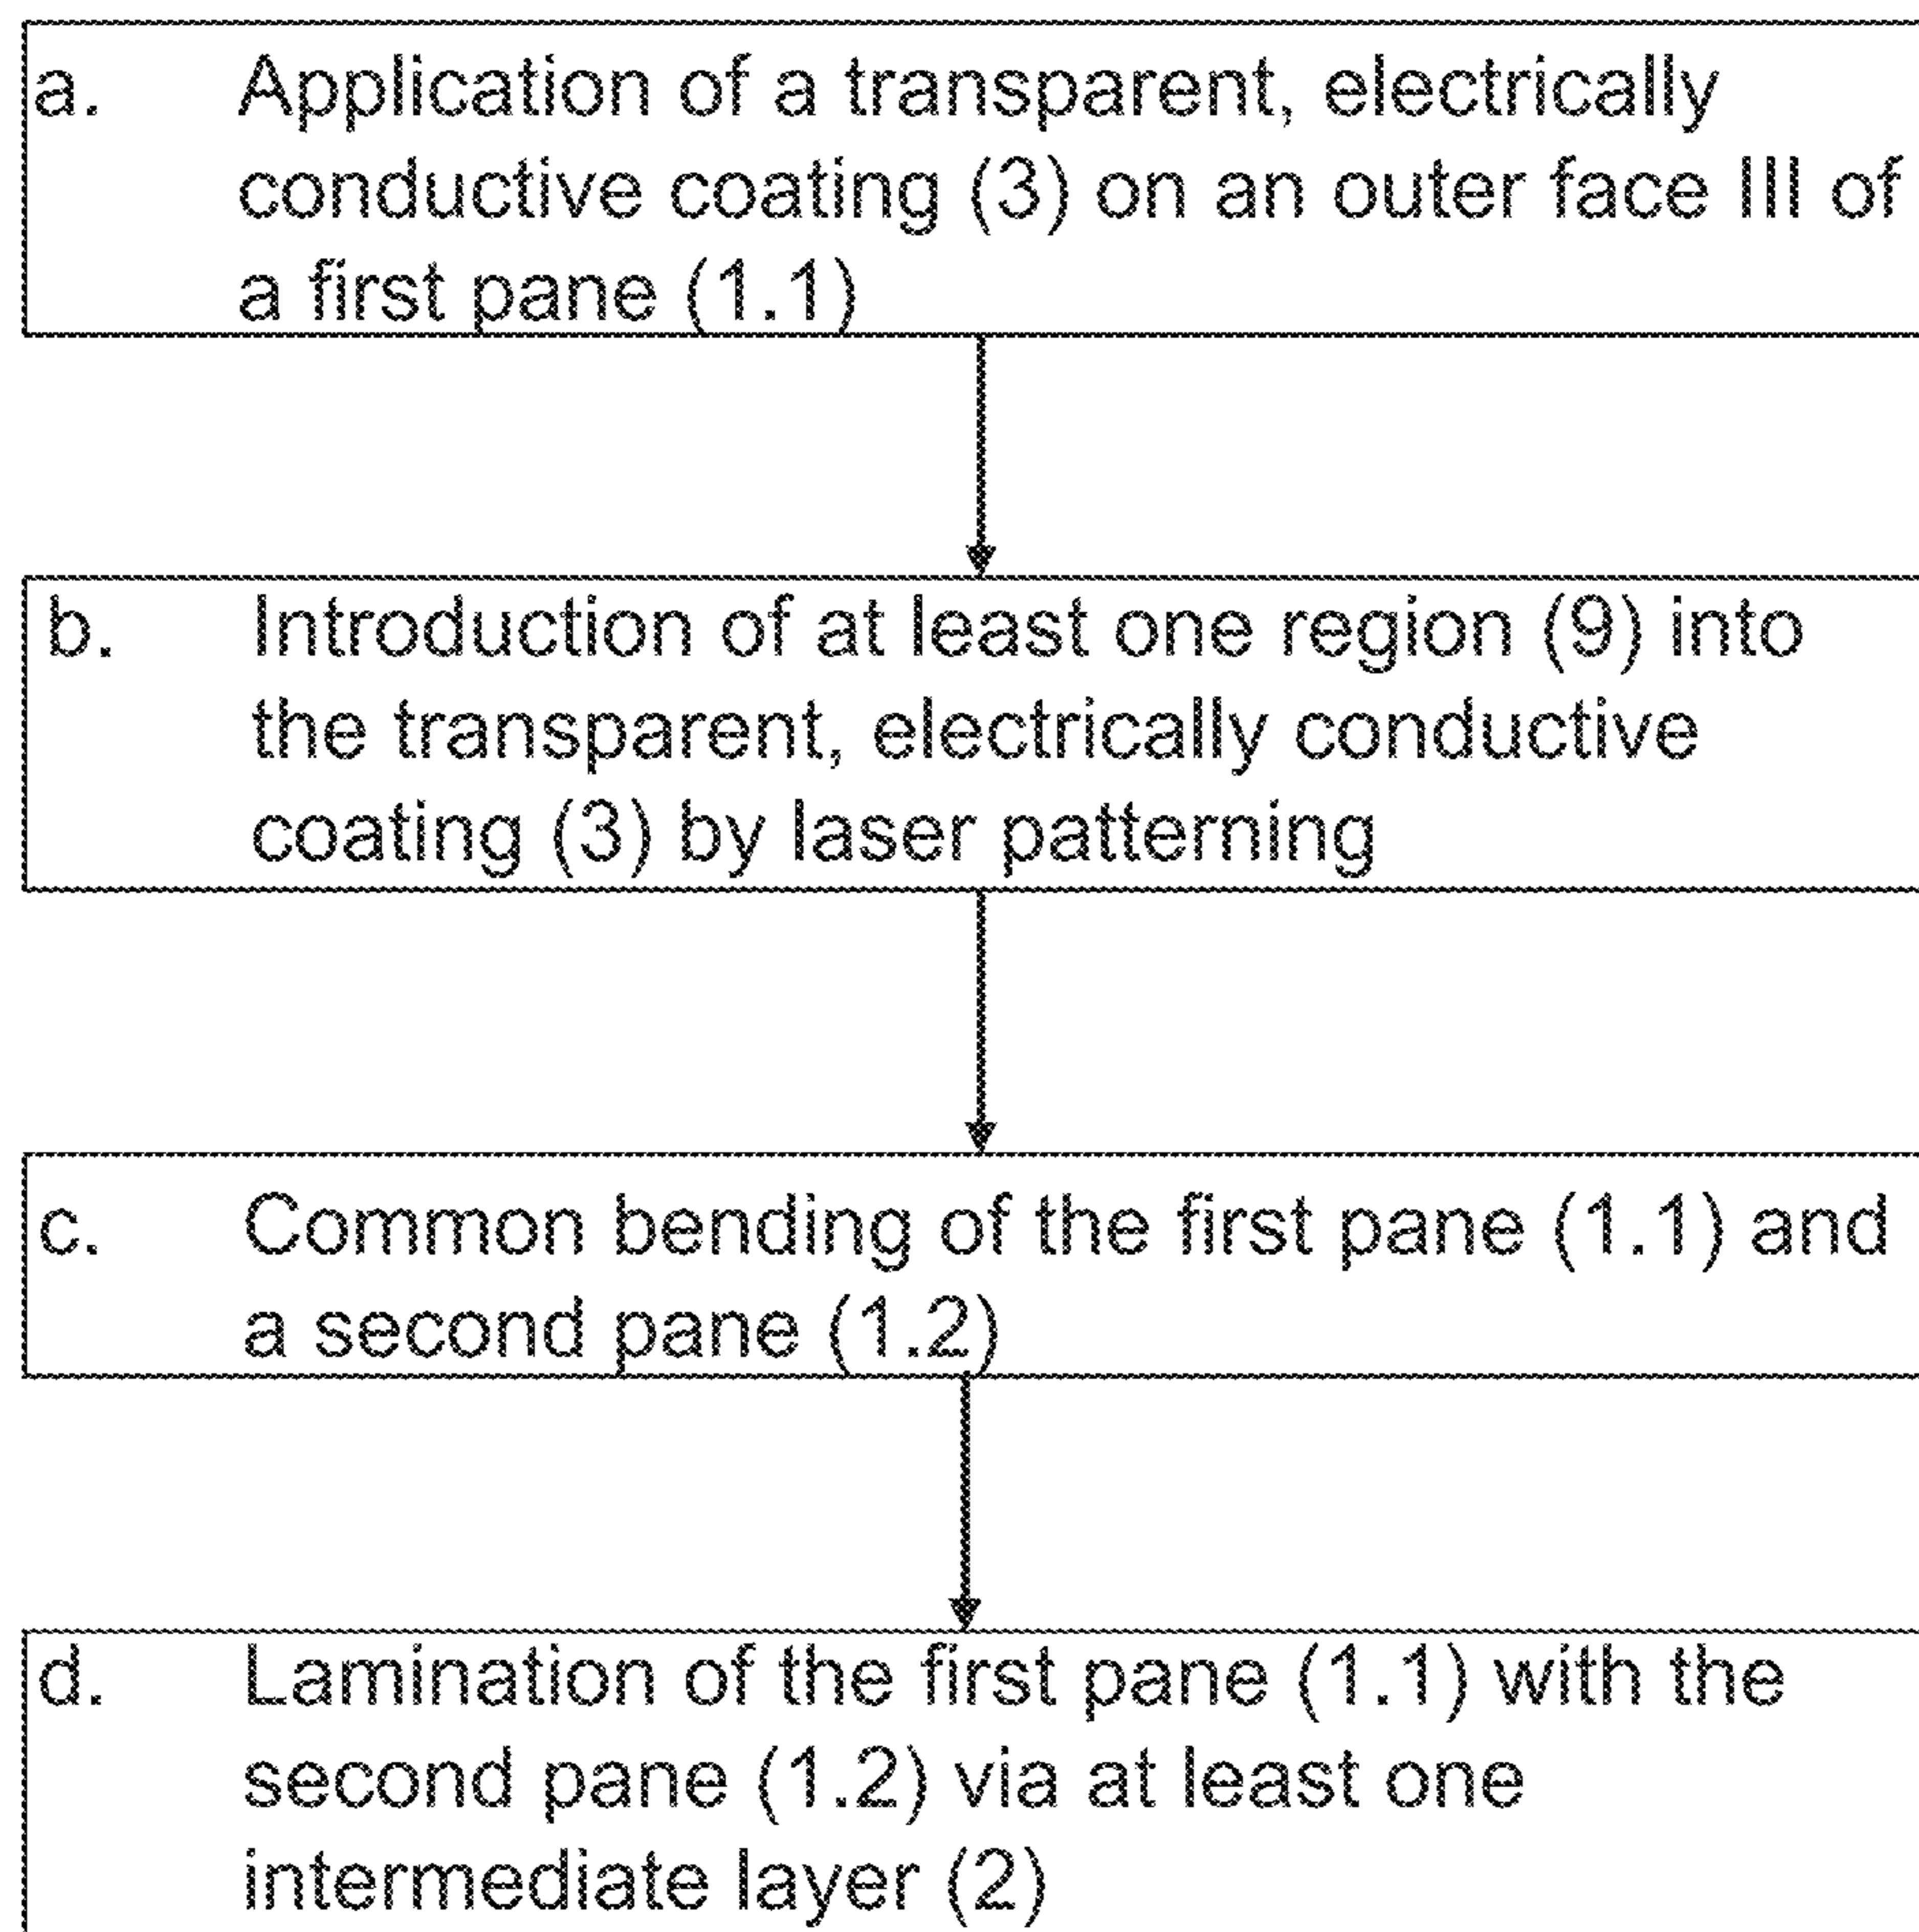 a. Application of a transparent, electrically
conductive coating (3) on an outer face III of
a first pane (1.1)
b. Introduction of at least one region (9) into
the transparent, electrically conductive
coating (3) by laser patterning
c. Common bending of the first pane (1.1) and
a second pane (1.2)
d. Lamination of the first pane (1.1) with the
second pane (1.2) via at least one
intermediate layer (2)